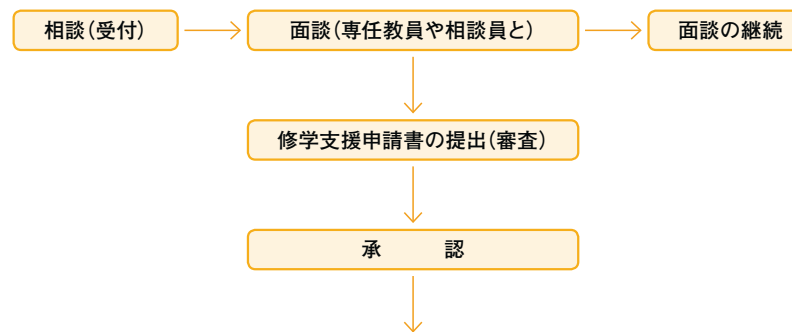 相談(受付)
面談(専任教員や相談員と)
面談の継続
修学支援申請書の提出(審査)
承　　認